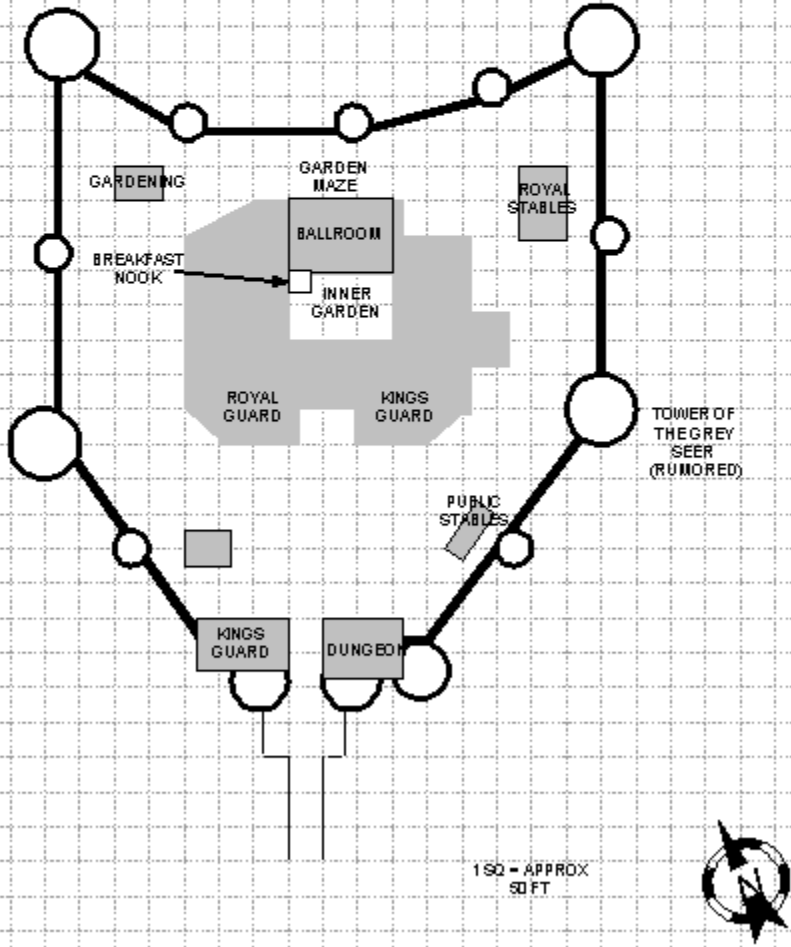 GARDENING
GARDEN
MAZE
ROYAL
STABLES
BALLROOM
BREAKFAST
NOOK
INNER
GARDEN
ROYAL
GUARD
KINGS
GUARD
TOWER OF
THE GREY
SEER
(RUMORED)
PUBLIC
STABLES
KINGS
GUARD
DUNGEON
1 SQ = APPROX
50 FT
N